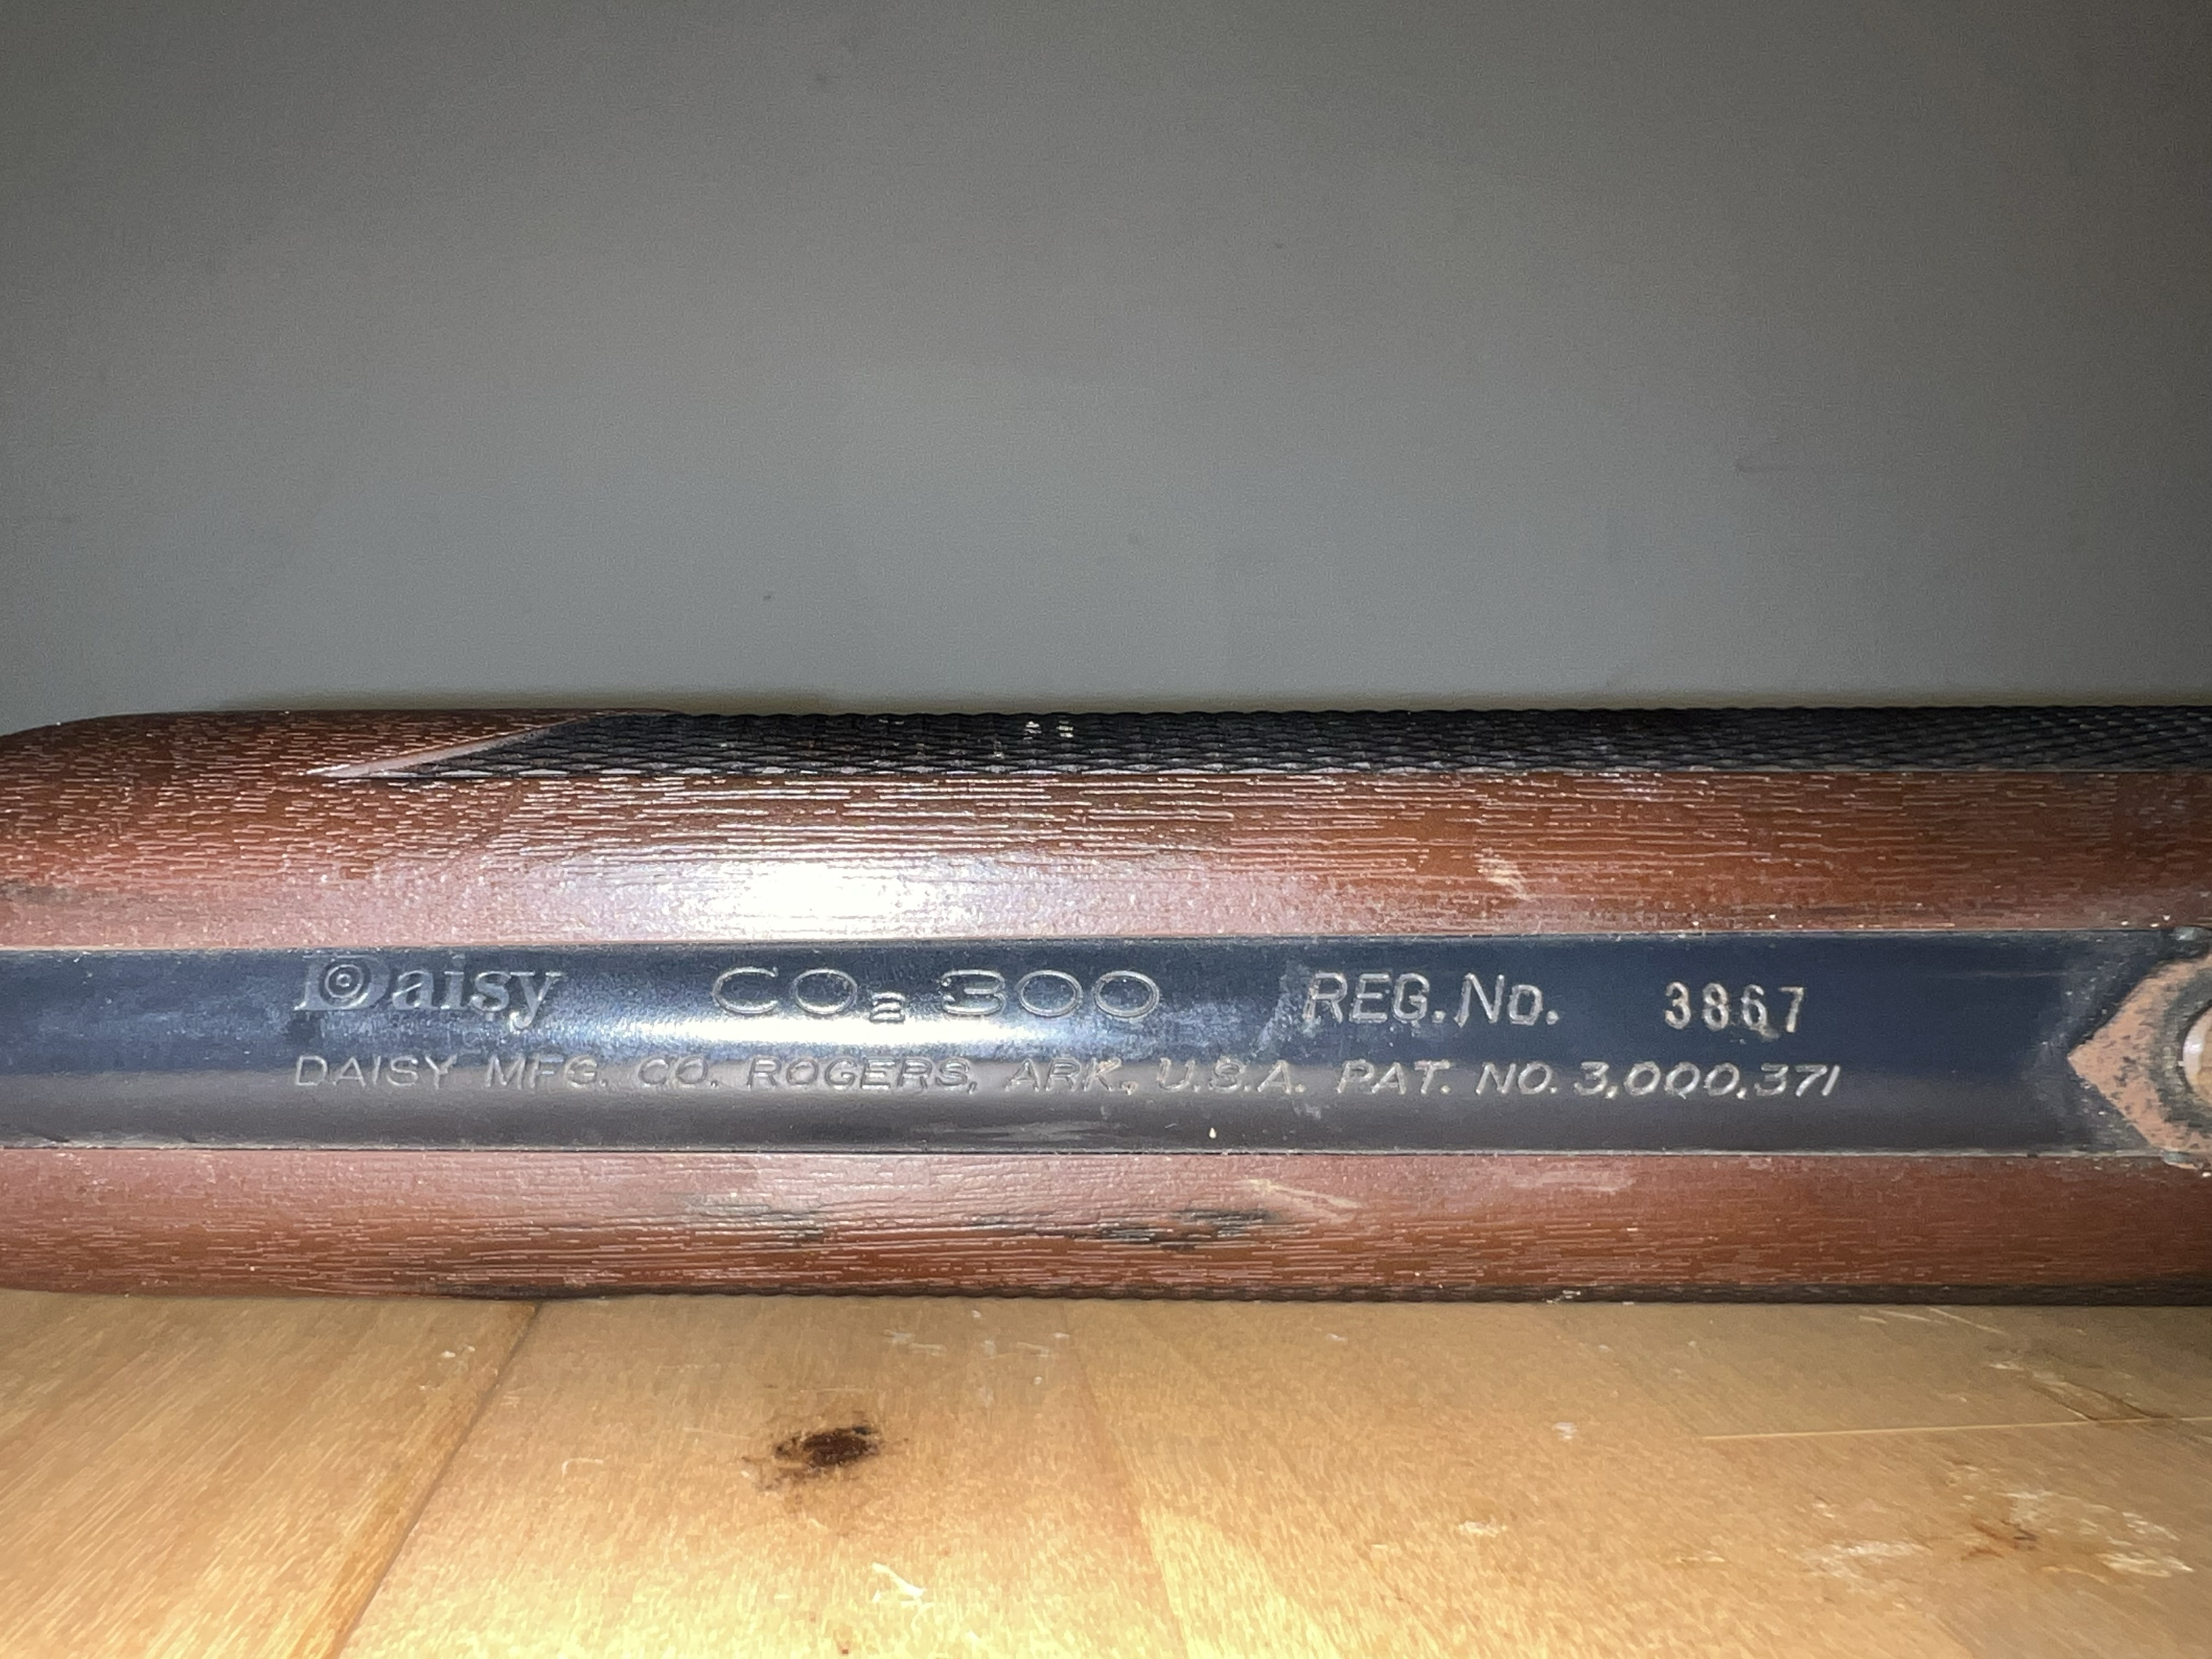 Daisy CO₂ 300 REG. No. 3867
DAISY MFG. CO. ROGERS, ARK., U.S.A. PAT. NO. 3,000,371